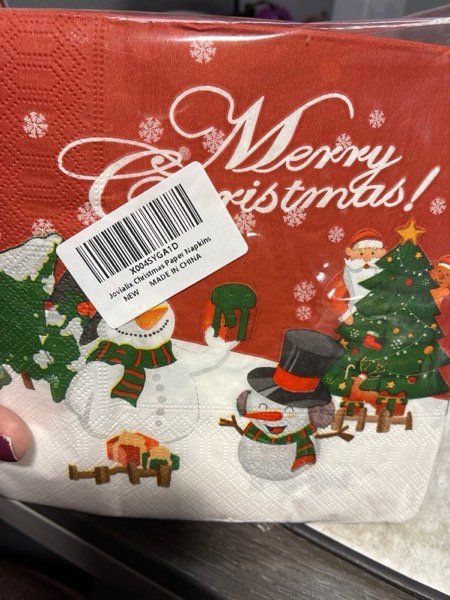 Merry
Christmas!
X004SYGA1D
Jovialix Christmas Paper Napkins
NEW MADE IN CHINA